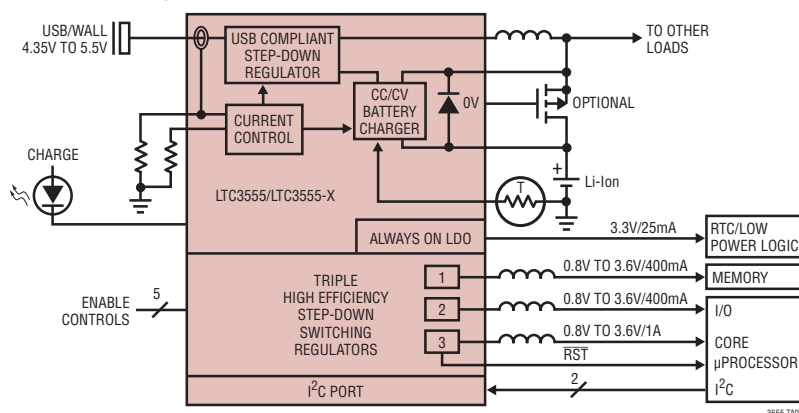 USB/WALL
4.35V TO 5.5V
USB COMPLIANT
STEP-DOWN
REGULATOR
TO OTHER
LOADS
CURRENT
CONTROL
CC/CV
BATTERY
CHARGER
0V
OPTIONAL
CHARGE
LTC3555/LTC3555-X
T
+
Li-Ion
ALWAYS ON LDO
3.3V/25mA
RTC/LOW
POWER LOGIC
ENABLE
CONTROLS
5
TRIPLE
HIGH EFFICIENCY
STEP-DOWN
SWITCHING
REGULATORS
1
0.8V TO 3.6V/400mA
MEMORY
2
0.8V TO 3.6V/400mA
I/O
3
0.8V TO 3.6V/1A
CORE
RST
µPROCESSOR
I²C PORT
2
I²C